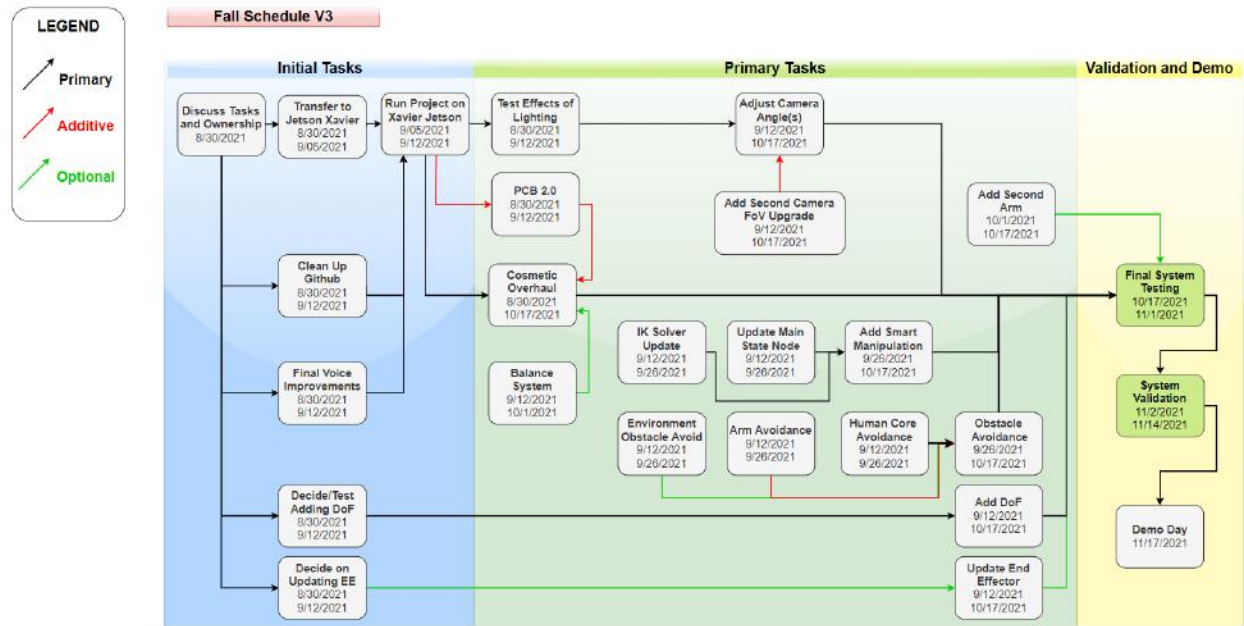 Fall Schedule V3
LEGEND
Primary
Additive
Optional
Initial Tasks
Primary Tasks
Validation and Demo
Discuss Tasks
and Ownership
8/30/2021
Transfer to
Jetson Xavier
8/30/2021
9/05/2021
Run Project on
Xavier Jetson
9/05/2021
9/12/2021
Test Effects of
Lighting
8/30/2021
9/12/2021
Adjust Camera
Angle(s)
9/12/2021
10/17/2021
PCB 2.0
8/30/2021
9/12/2021
Add Second Camera
FoV Upgrade
9/12/2021
10/17/2021
Add Second
Arm
10/1/2021
10/17/2021
Clean Up
Github
8/30/2021
9/12/2021
Cosmetic
Overhaul
8/30/2021
10/17/2021
Final System
Testing
10/17/2021
11/1/2021
IK Solver
Update
9/12/2021
9/26/2021
Update Main
State Node
9/12/2021
9/26/2021
Add Smart
Manipulation
9/26/2021
10/17/2021
Final Voice
Improvements
8/30/2021
9/12/2021
Balance
System
9/12/2021
10/1/2021
System
Validation
11/2/2021
11/14/2021
Environment
Obstacle Avoid
9/12/2021
9/26/2021
Arm Avoidance
9/12/2021
9/26/2021
Human Core
Avoidance
9/12/2021
9/26/2021
Obstacle
Avoidance
9/26/2021
10/17/2021
Decide/Test
Adding DoF
8/30/2021
9/12/2021
Add DoF
9/12/2021
10/17/2021
Demo Day
11/17/2021
Decide on
Updating EE
8/30/2021
9/12/2021
Update End
Effector
9/12/2021
10/17/2021